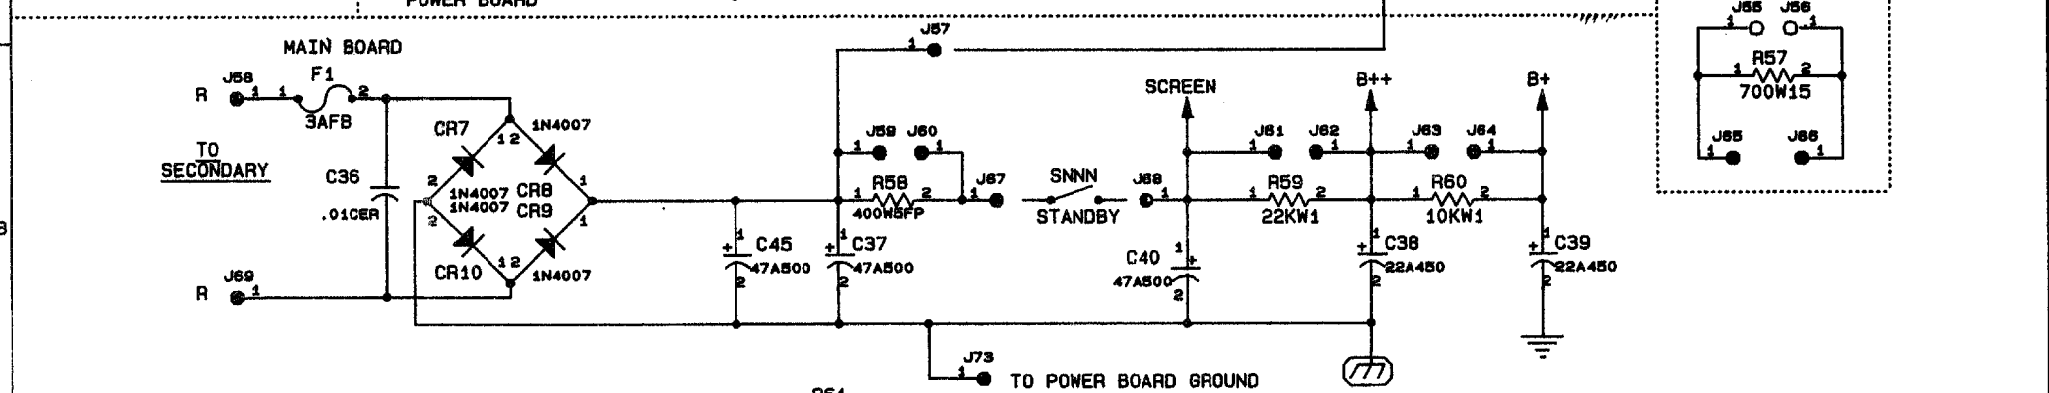 POWER BOARD
J57
J55 J56
1 1
MAIN BOARD
R57
1 2
700W15
J58
F1
R 1 1 2
3AFB
SCREEN
B++
B+
CR7
1 2
1N4007
J59 J60
1 1
J61 J62
1 1
J63 J64
1 1
J65 J66
1 1
TO
SECONDARY
C36
.01CER
2
1N4007 CR8
1N4007 CR9
2
1
1
R58
1 2
400W5FP
J67
1
SNNN
STANDBY
J68
1
R59
1 2
22KW1
R60
1 2
10KW1
1
+ C45
47A500
2
1
+ C37
47A500
2
1
C40 +
47A500
2
1
+ C38
22A450
2
1
+ C39
22A450
2
CR10
1 2
1N4007
J69
R 1
J73
1
TO POWER BOARD GROUND